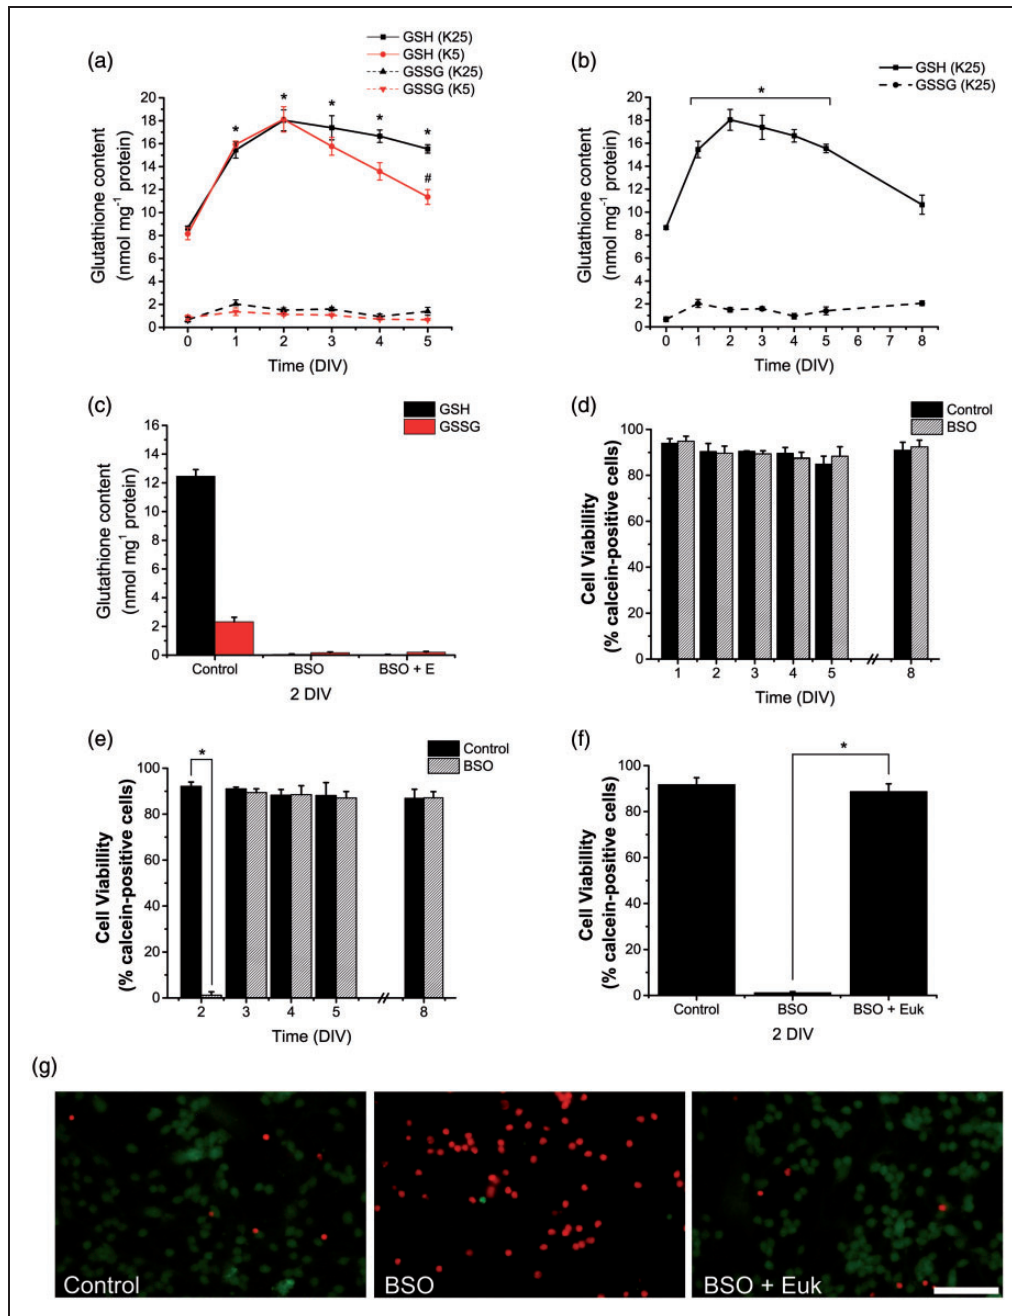 (a)
GSH (K25)
GSH (K5)
GSSG (K25)
GSSG (K5)
Glutathione content
(nmol mg-1 protein)
20
18
16
14
12
10
8
6
4
2
0
* * * * *
#
0 1 2 3 4 5
Time (DIV)
(b)
GSH (K25)
GSSG (K25)
Glutathione content
(nmol mg-1 protein)
20
18
16
14
12
10
8
6
4
2
0
*
0 1 2 3 4 5 6 7 8
Time (DIV)
(c)
GSH
GSSG
Glutathione content
(nmol mg1 protein)
16
14
12
10
8
6
4
2
0
Control BSO BSO + E
2 DIV
(d)
Control
BSO
Cell Viabillity
(% calcein-positive cells)
100
80
60
40
20
0
1 2 3 4 5 // 8
Time (DIV)
(e)
Control
BSO
Cell Viabillity
(% calcein-positive cells)
100
80
60
40
20
0
*
2 3 4 5 // 8
Time (DIV)
(f)
Cell Viabillity
(% calcein-positive cells)
100
80
60
40
20
0
*
Control BSO BSO + Euk
2 DIV
(g)
Control
BSO
BSO + Euk